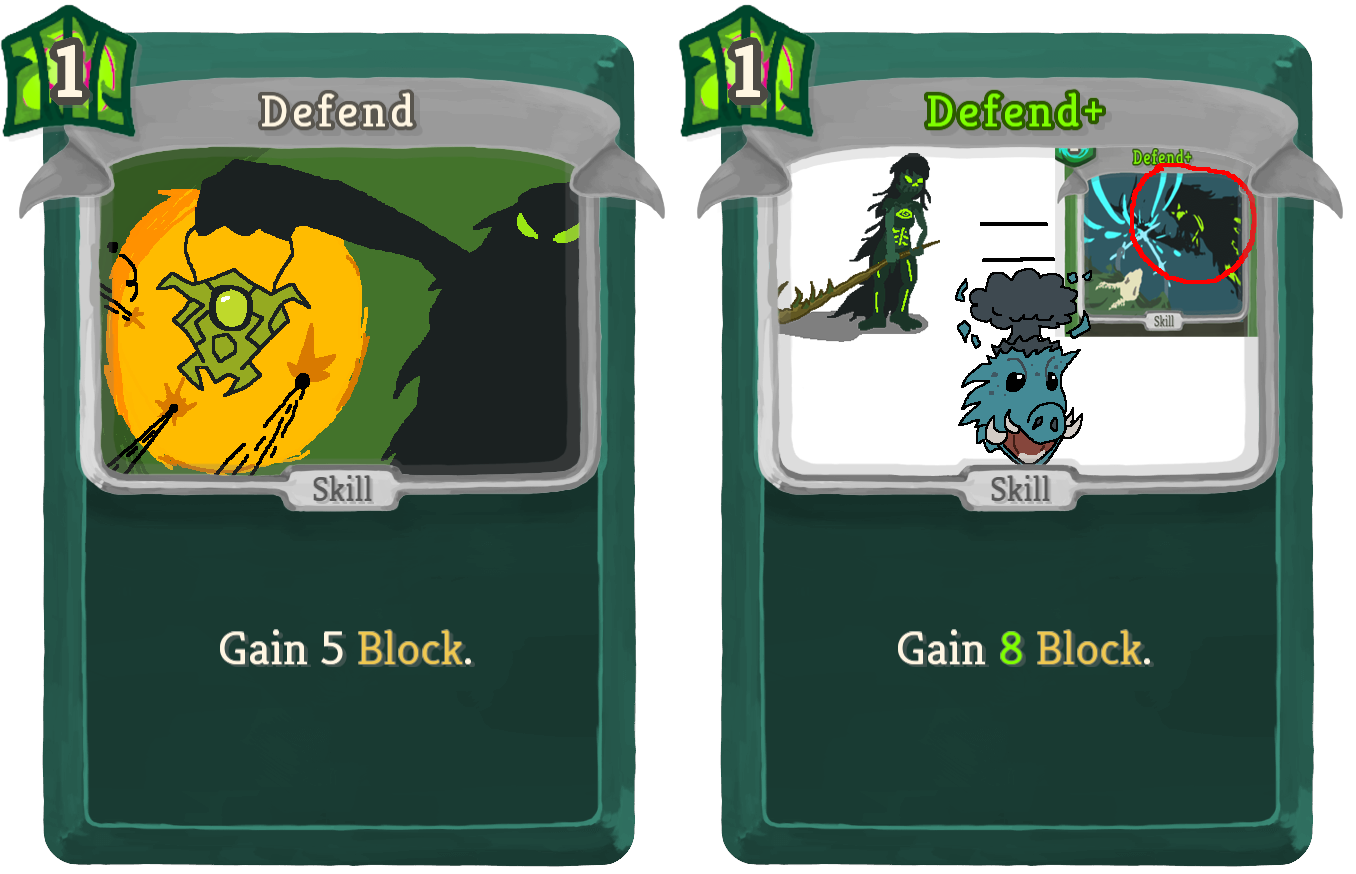 1
Defend
Skill
Gain 5 Block.
1
Defend+
Defend+
Skill
Skill
Gain 8 Block.